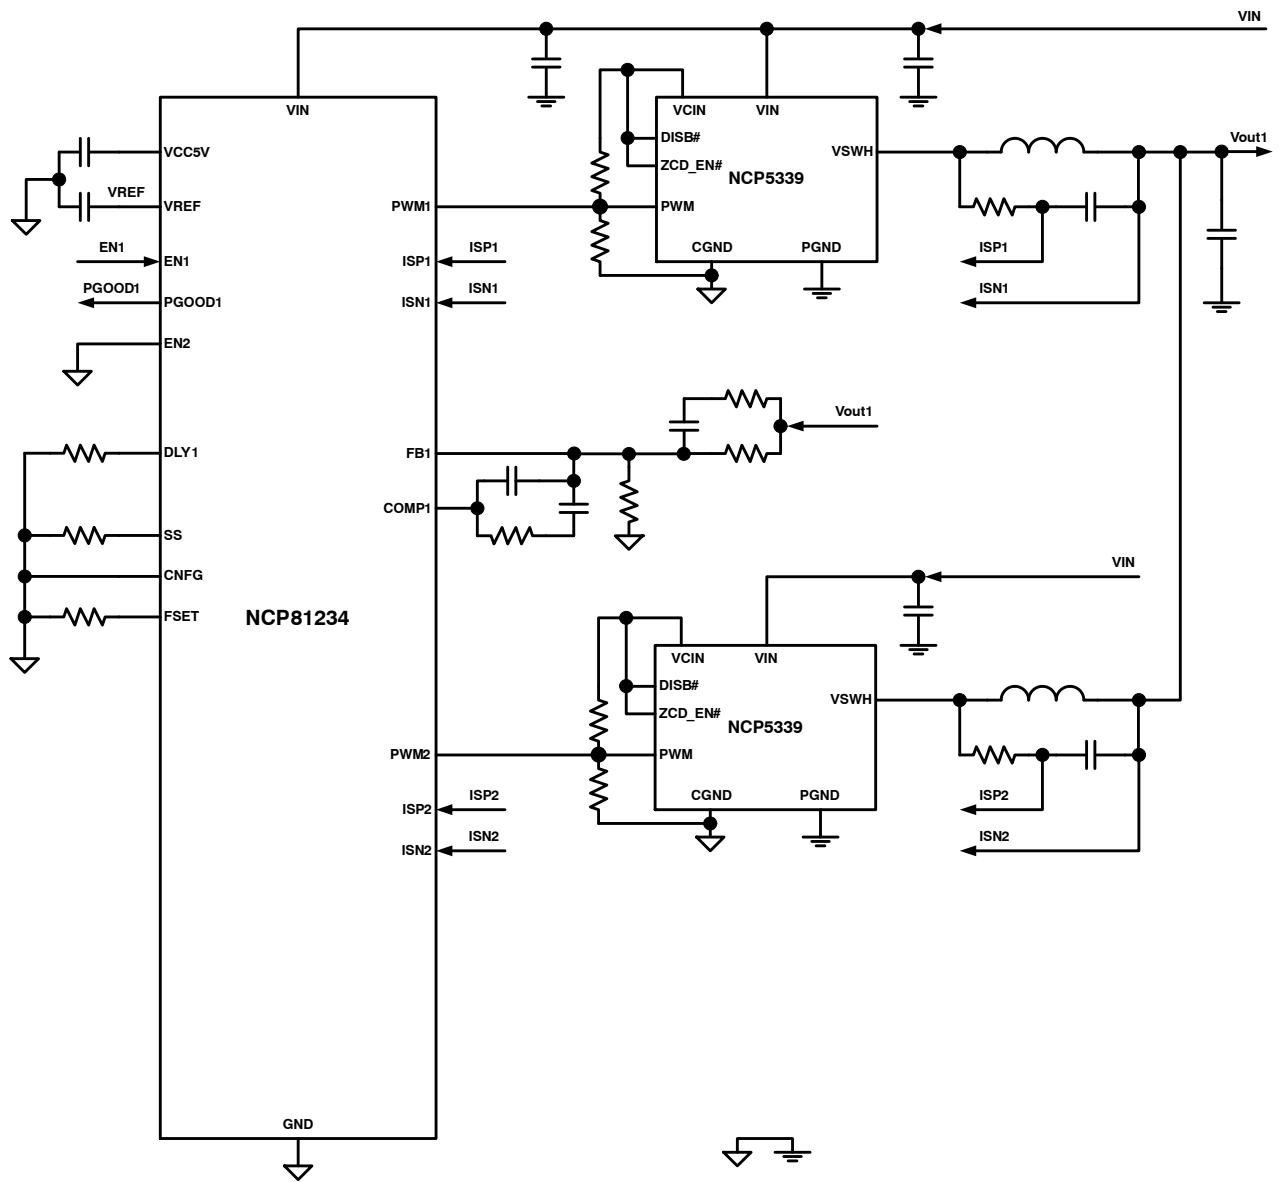 VIN
VIN
VCIN
VIN
VCC5V
DISB#
VSWH
Vout1
ZCD_EN#
NCP5339
VREF
VREF
PWM1
PWM
EN1
ISP1
CGND
PGND
ISP1
EN1
ISP1
PGOOD1
ISN1
ISN1
PGOOD1
ISN1
EN2
Vout1
DLY1
FB1
COMP1
SS
VIN
CNFG
FSET
NCP81234
VCIN
VIN
DISB#
VSWH
ZCD_EN#
NCP5339
PWM2
PWM
ISP2
CGND
PGND
ISP2
ISP2
ISN2
ISN2
ISN2
GND